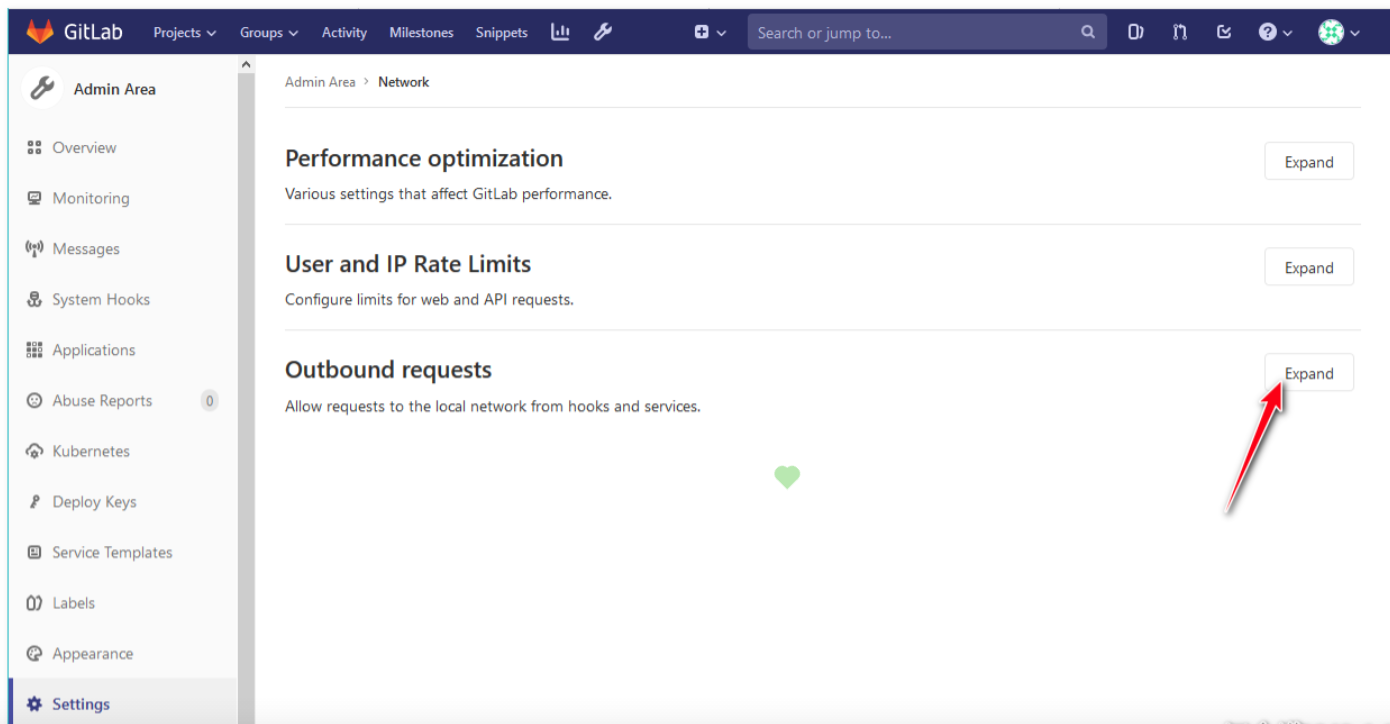 GitLab Projects Groups Activity Milestones Snippets Search or jump to...
Admin Area
Overview
Monitoring
Messages
System Hooks
Applications
Abuse Reports 0
Kubernetes
Deploy Keys
Service Templates
Labels
Appearance
Settings
Admin Area > Network
Performance optimization
Expand
Various settings that affect GitLab performance.
User and IP Rate Limits
Expand
Configure limits for web and API requests.
Outbound requests
Expand
Allow requests to the local network from hooks and services.